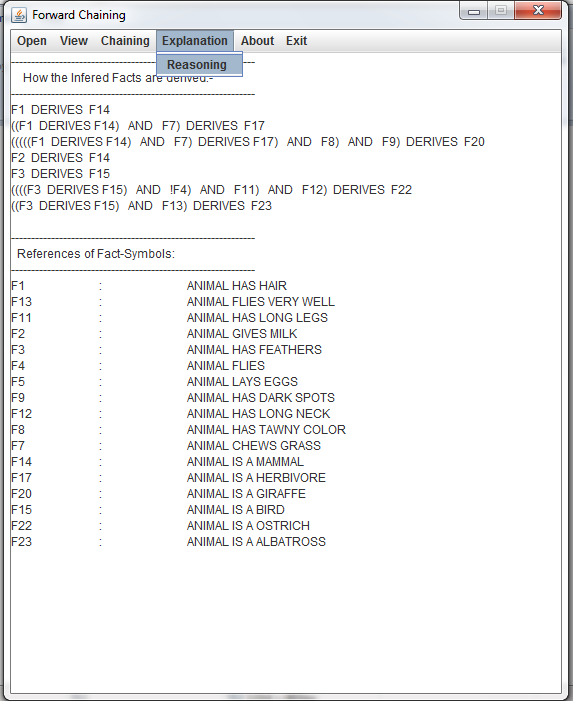 Forward Chaining
Open View Chaining Explanation About Exit
Reasoning
---------------------------------------------------------------
How the Infered Facts are derived:-
---------------------------------------------------------------
F1 DERIVES F14
((F1 DERIVES F14) AND F7) DERIVES F17
(((((F1 DERIVES F14) AND F7) DERIVES F17) AND F8) AND F9) DERIVES F20
F2 DERIVES F14
F3 DERIVES F15
((((F3 DERIVES F15) AND !F4) AND F11) AND F12) DERIVES F22
((F3 DERIVES F15) AND F13) DERIVES F23
---------------------------------------------------------------
References of Fact-Symbols:
---------------------------------------------------------------
F1 : ANIMAL HAS HAIR
F13 : ANIMAL FLIES VERY WELL
F11 : ANIMAL HAS LONG LEGS
F2 : ANIMAL GIVES MILK
F3 : ANIMAL HAS FEATHERS
F4 : ANIMAL FLIES
F5 : ANIMAL LAYS EGGS
F9 : ANIMAL HAS DARK SPOTS
F12 : ANIMAL HAS LONG NECK
F8 : ANIMAL HAS TAWNY COLOR
F7 : ANIMAL CHEWS GRASS
F14 : ANIMAL IS A MAMMAL
F17 : ANIMAL IS A HERBIVORE
F20 : ANIMAL IS A GIRAFFE
F15 : ANIMAL IS A BIRD
F22 : ANIMAL IS A OSTRICH
F23 : ANIMAL IS A ALBATROSS